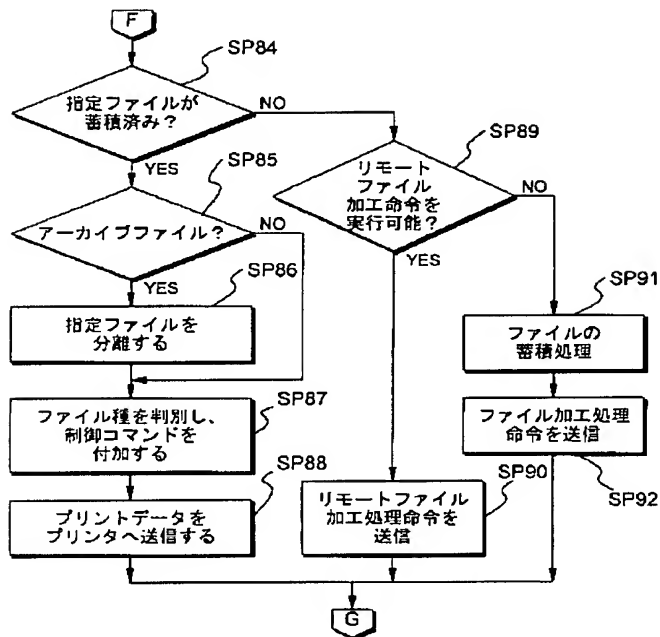 F
SP84
指定ファイルが
蓄積済み？
NO
YES
SP85
アーカイブファイル？
NO
YES
SP86
指定ファイルを
分離する
SP87
ファイル種を判別し、
制御コマンドを
付加する
SP88
プリントデータを
プリンタへ送信する
SP89
リモート
ファイル
加工命令を
実行可能？
NO
YES
SP90
リモートファイル
加工処理命令を
送信
SP91
ファイルの
蓄積処理
ファイル加工処理
命令を送信
SP92
G